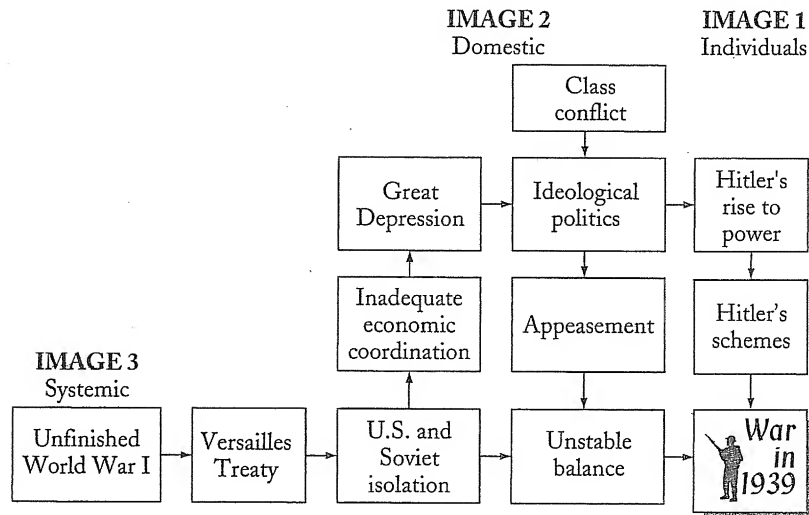 IMAGE 2
Domestic
IMAGE 1
Individuals
Class
conflict
Great
Depression
Ideological
politics
Hitler's
rise to
power
Inadequate
economic
coordination
Appeasement
Hitler's
schemes
IMAGE 3
Systemic
Unfinished
World War I
Versailles
Treaty
U.S. and
Soviet
isolation
Unstable
balance
War
in
1939